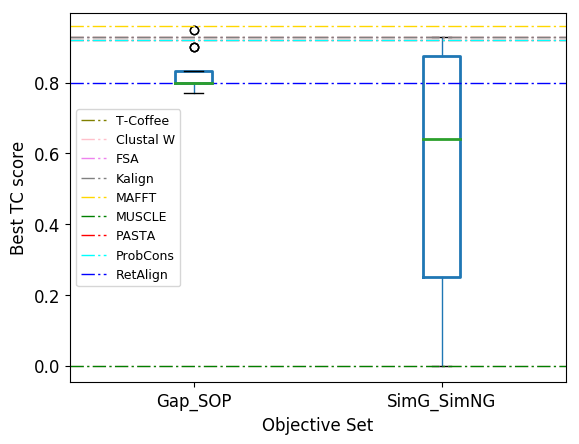 Best TC score
0.8
0.6
0.4
0.2
0.0
T-Coffee
Clustal W
FSA
Kalign
MAFFT
MUSCLE
PASTA
ProbCons
RetAlign
Gap_SOP
SimG_SimNG
Objective Set